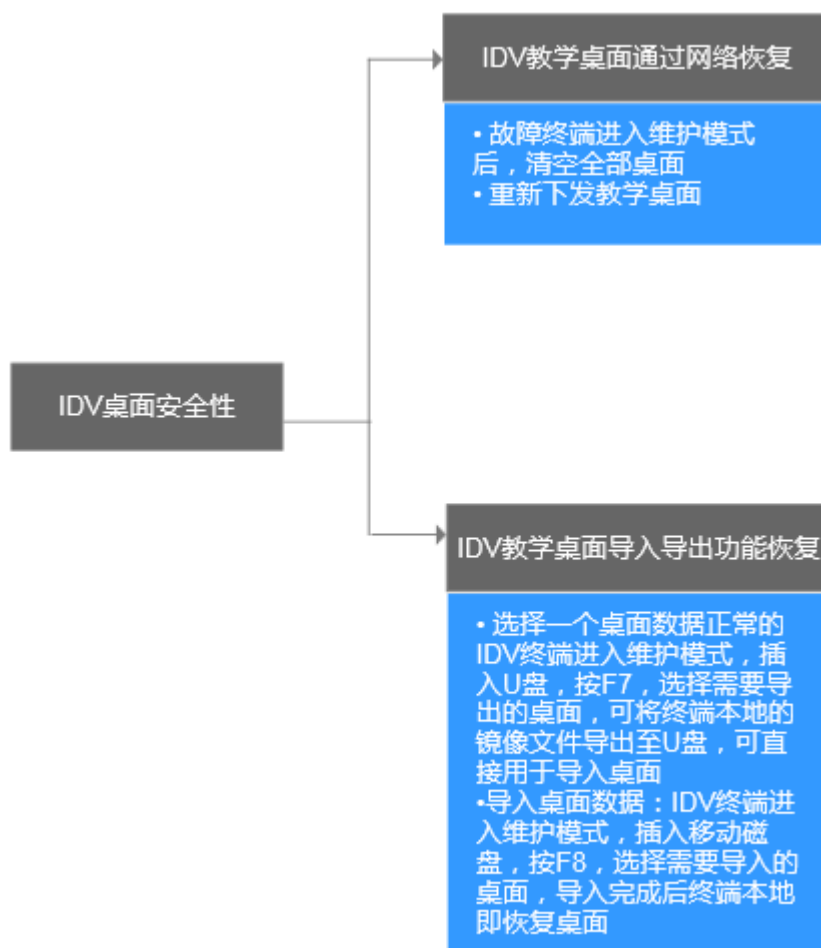 IDV教学桌面通过网络恢复
• 故障终端进入维护模式
后，清空全部桌面
• 重新下发教学桌面
IDV桌面安全性
IDV教学桌面导入导出功能恢复
• 选择一个桌面数据正常的
IDV终端进入维护模式，插
入U盘，按F7，选择需要导
出的桌面，可将终端本地的
镜像文件导出至U盘，可直
接用于导入桌面
•导入桌面数据：IDV终端进
入维护模式，插入移动磁
盘，按F8，选择需要导入的
桌面，导入完成后终端本地
即恢复桌面